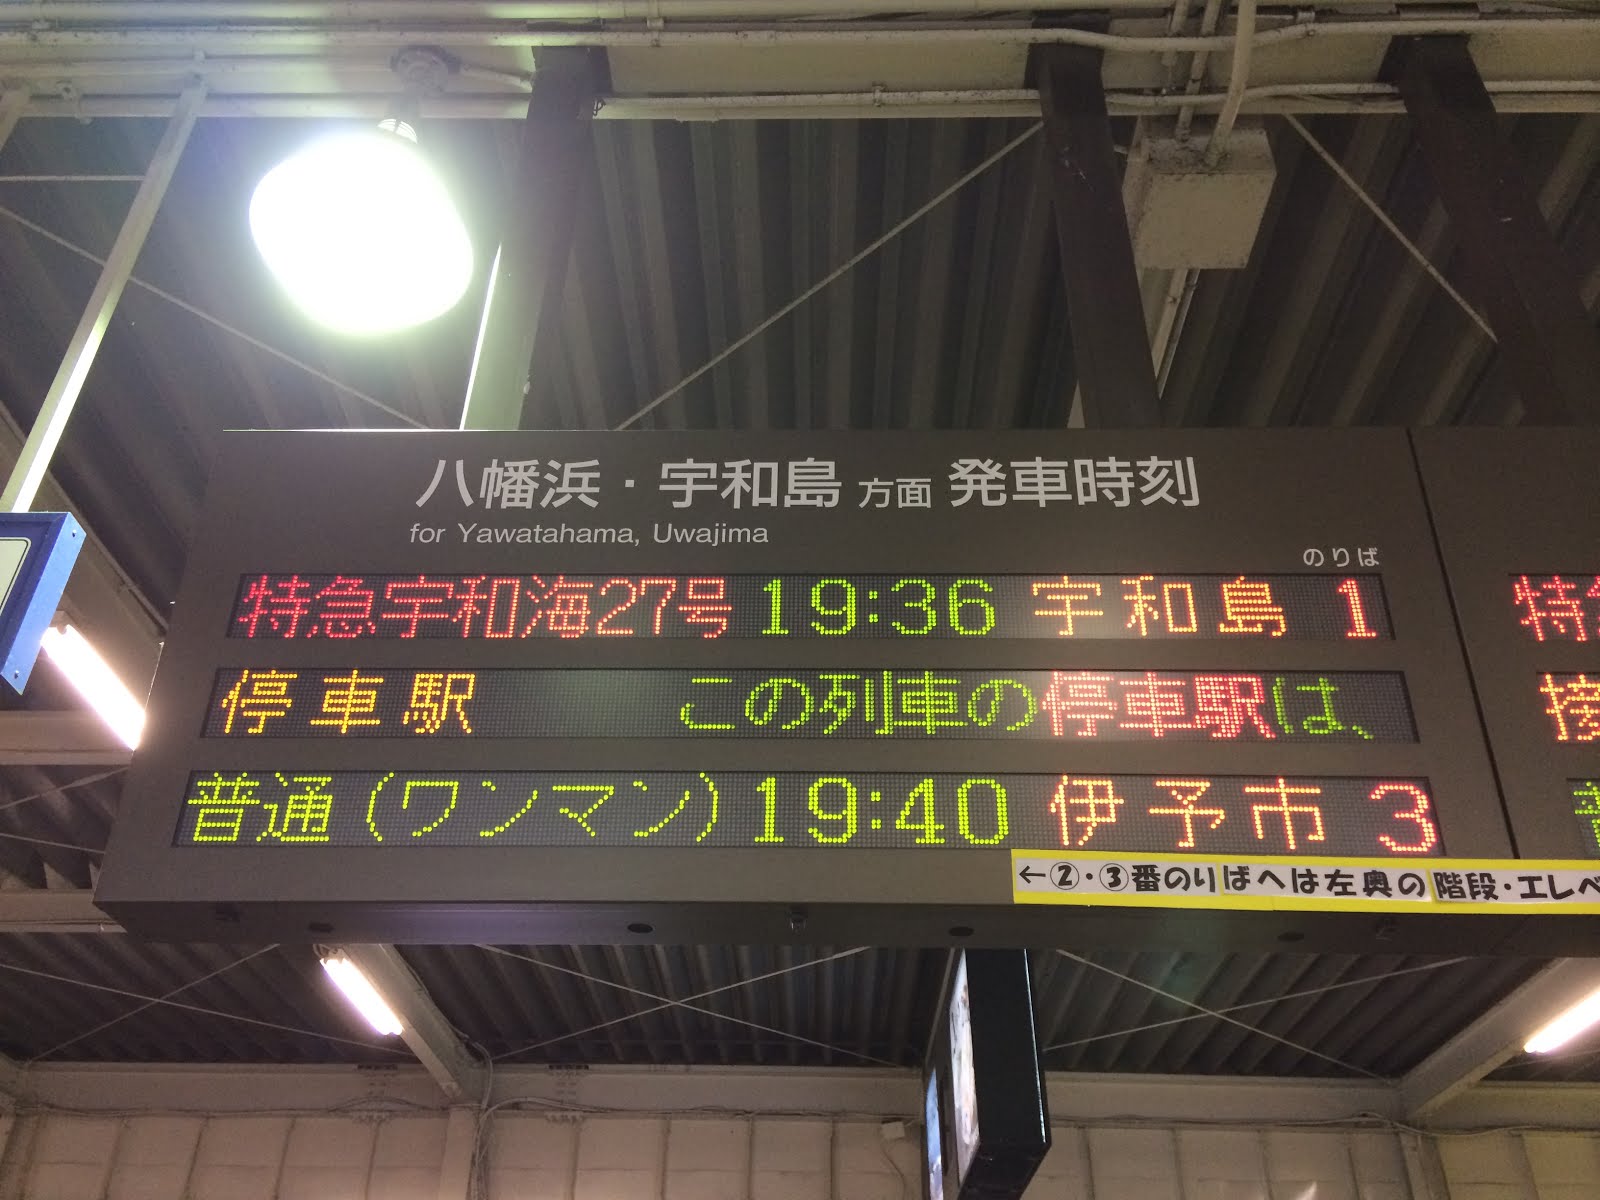 八幡浜・宇和島 方面 発車時刻
for Yawatahama, Uwajima
のりば
特急宇和海27号 19:36 宇和島 1
停車駅 この列車の停車駅は、
普通(ワンマン) 19:40 伊予市 3
←②・③番のりばへは左奥の階段・エレベ
特
接